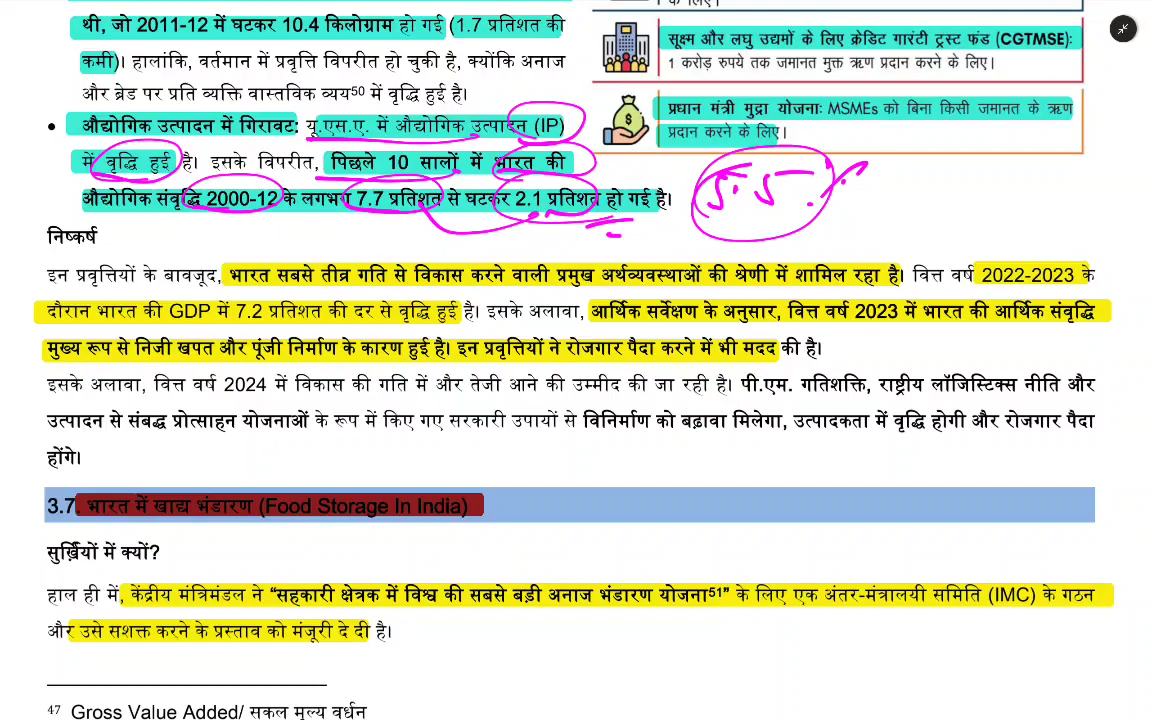 थी, जो 2011-12 में घटकर 10.4 किलोग्राम हो गई (1.7 प्रतिशत की
कमी)। हालांकि, वर्तमान में प्रवृत्ति विपरीत हो चुकी है, क्योंकि अनाज
और ब्रेड पर प्रति व्यक्ति वास्तविक व्यय50 में वृद्धि हुई है।
• औद्योगिक उत्पादन में गिरावट: यू.एस.ए. में औद्योगिक उत्पादन (IP)
में वृद्धि हुई है। इसके विपरीत, पिछले 10 सालों में भारत की
औद्योगिक संवृद्धि 2000-12 के लगभग 7.7 प्रतिशत से घटकर 2.1 प्रतिशत हो गई है।
सूक्ष्म और लघु उद्यमों के लिए क्रेडिट गारंटी ट्रस्ट फंड (CGTMSE):
1 करोड़ रुपये तक जमानत मुक्त ऋण प्रदान करने के लिए।
प्रधान मंत्री मुद्रा योजना: MSMEs को बिना किसी जमानत के ऋण
प्रदान करने के लिए।
निष्कर्ष
इन प्रवृत्तियों के बावजूद, भारत सबसे तीव्र गति से विकास करने वाली प्रमुख अर्थव्यवस्थाओं की श्रेणी में शामिल रहा है। वित्त वर्ष 2022-2023 के
दौरान भारत की GDP में 7.2 प्रतिशत की दर से वृद्धि हुई है। इसके अलावा, आर्थिक सर्वेक्षण के अनुसार, वित्त वर्ष 2023 में भारत की आर्थिक संवृद्धि
मुख्य रूप से निजी खपत और पूंजी निर्माण के कारण हुई है। इन प्रवृत्तियों ने रोजगार पैदा करने में भी मदद की है।
इसके अलावा, वित्त वर्ष 2024 में विकास की गति में और तेजी आने की उम्मीद की जा रही है। पी.एम. गतिशक्ति, राष्ट्रीय लॉजिस्टिक्स नीति और
उत्पादन से संबद्ध प्रोत्साहन योजनाओं के रूप में किए गए सरकारी उपायों से विनिर्माण को बढ़ावा मिलेगा, उत्पादकता में वृद्धि होगी और रोजगार पैदा
होंगे।
3.7. भारत में खाद्य भंडारण (Food Storage In India)
सुर्ख़ियों में क्यों?
हाल ही में, केंद्रीय मंत्रिमंडल ने "सहकारी क्षेत्रक में विश्व की सबसे बड़ी अनाज भंडारण योजना51" के लिए एक अंतर-मंत्रालयी समिति (IMC) के गठन
और उसे सशक्त करने के प्रस्ताव को मंजूरी दे दी है।
47 Gross Value Added/ सकल मूल्य वर्धन